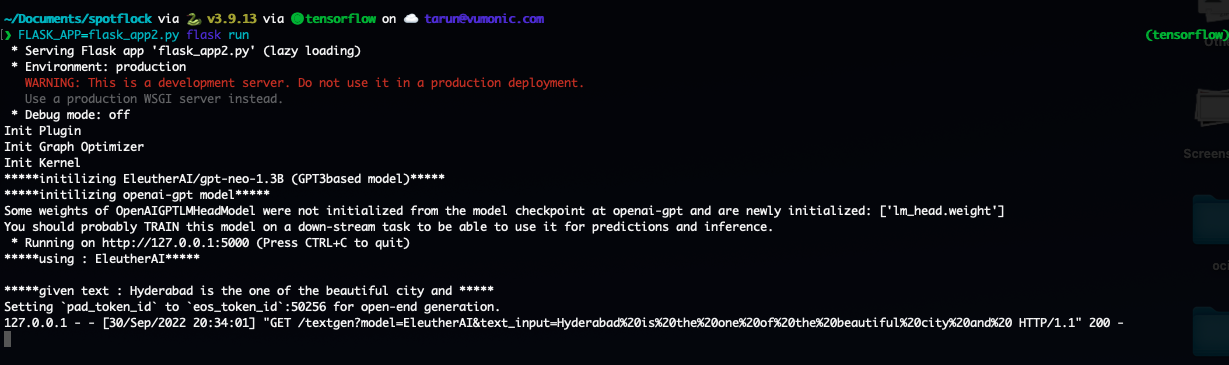 ~/Documents/spotflock via 🐍 v3.9.13 via 🟢tensorflow on ☁️ tarun@vumonic.com
❯ FLASK_APP=flask_app2.py flask run (tensorflow)
* Serving Flask app 'flask_app2.py' (lazy loading)
* Environment: production
WARNING: This is a development server. Do not use it in a production deployment.
Use a production WSGI server instead.
* Debug mode: off
Init Plugin
Init Graph Optimizer
Init Kernel
*****initilizing EleutherAI/gpt-neo-1.3B (GPT3based model)*****
*****initilizing openai-gpt model*****
Some weights of OpenAIGPTLMHeadModel were not initialized from the model checkpoint at openai-gpt and are newly initialized: ['lm_head.weight']
You should probably TRAIN this model on a down-stream task to be able to use it for predictions and inference.
* Running on http://127.0.0.1:5000 (Press CTRL+C to quit)
*****using : EleutherAI*****
*****given text : Hyderabad is the one of the beautiful city and *****
Setting `pad_token_id` to `eos_token_id`:50256 for open-end generation.
127.0.0.1 - - [30/Sep/2022 20:34:01] "GET /textgen?model=EleutherAI&text_input=Hyderabad%20is%20the%20one%20of%20the%20beautiful%20city%20and%20 HTTP/1.1" 200 -
Screens